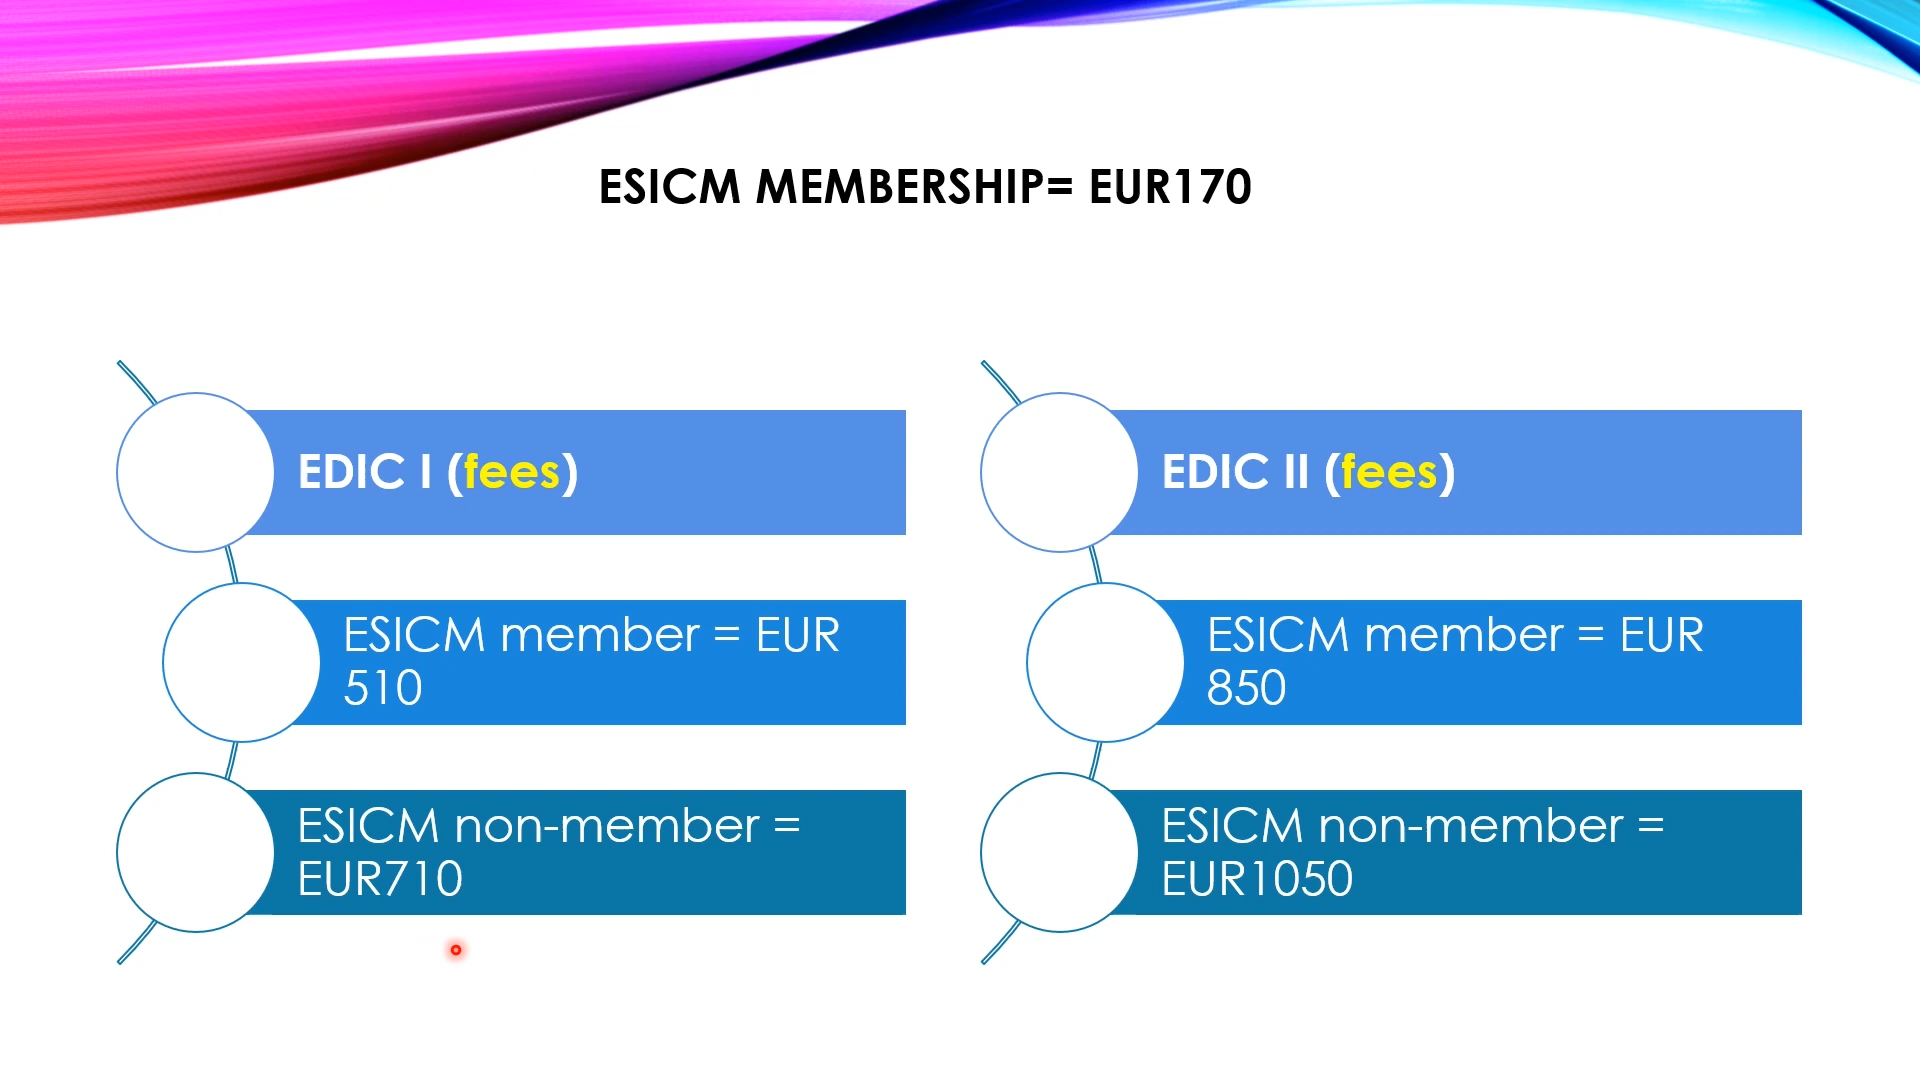 ESICM MEMBERSHIP= EUR170
EDIC I (fees)
ESICM member = EUR
510
ESICM non-member =
EUR710
EDIC II (fees)
ESICM member = EUR
850
ESICM non-member =
EUR1050